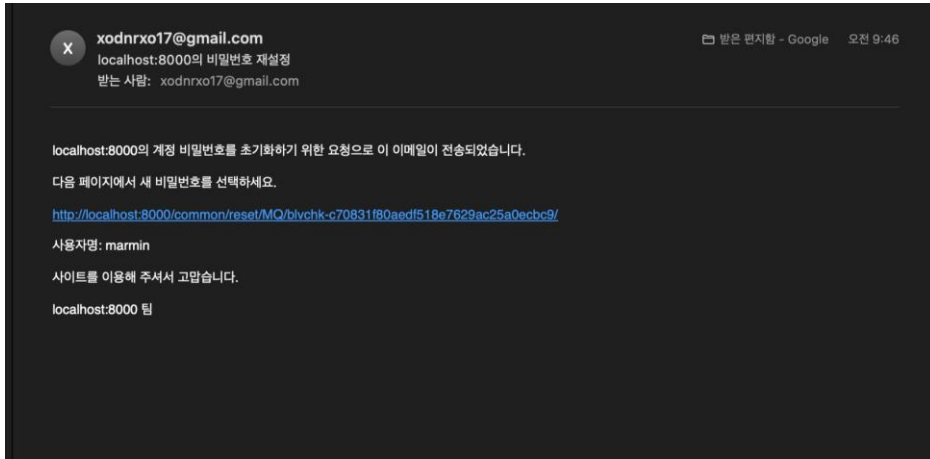 X
xodnrxo17@gmail.com
받은 편지함 - Google 오전 9:46
localhost:8000의 비밀번호 재설정
받는 사람: xodnrxo17@gmail.com
localhost:8000의 계정 비밀번호를 초기화하기 위한 요청으로 이 이메일이 전송되었습니다.
다음 페이지에서 새 비밀번호를 선택하세요.
http://localhost:8000/common/reset/MQ/blvchk-c70831f80aedf518e7629ac25a0ecbc9/
사용자명: marmin
사이트를 이용해 주셔서 고맙습니다.
localhost:8000 팀